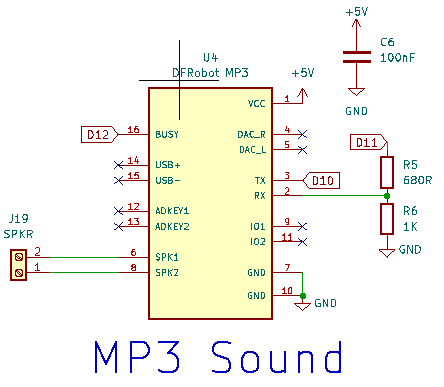 +5V
C6
100nF
GND
U4
DFRobot MP3
+5V
VCC 1
D12 16 BUSY
DAC_R 4
DAC_L 5
D11
14 USB+
15 USB-
TX 3 D10
RX 2
R5
680R
R6
1K
GND
12 ADKEY1
13 ADKEY2
IO1 9
IO2 11
J19
SPKR
2 6 SPK1
1 8 SPK2
GND 7
GND 10 GND
MP3 Sound